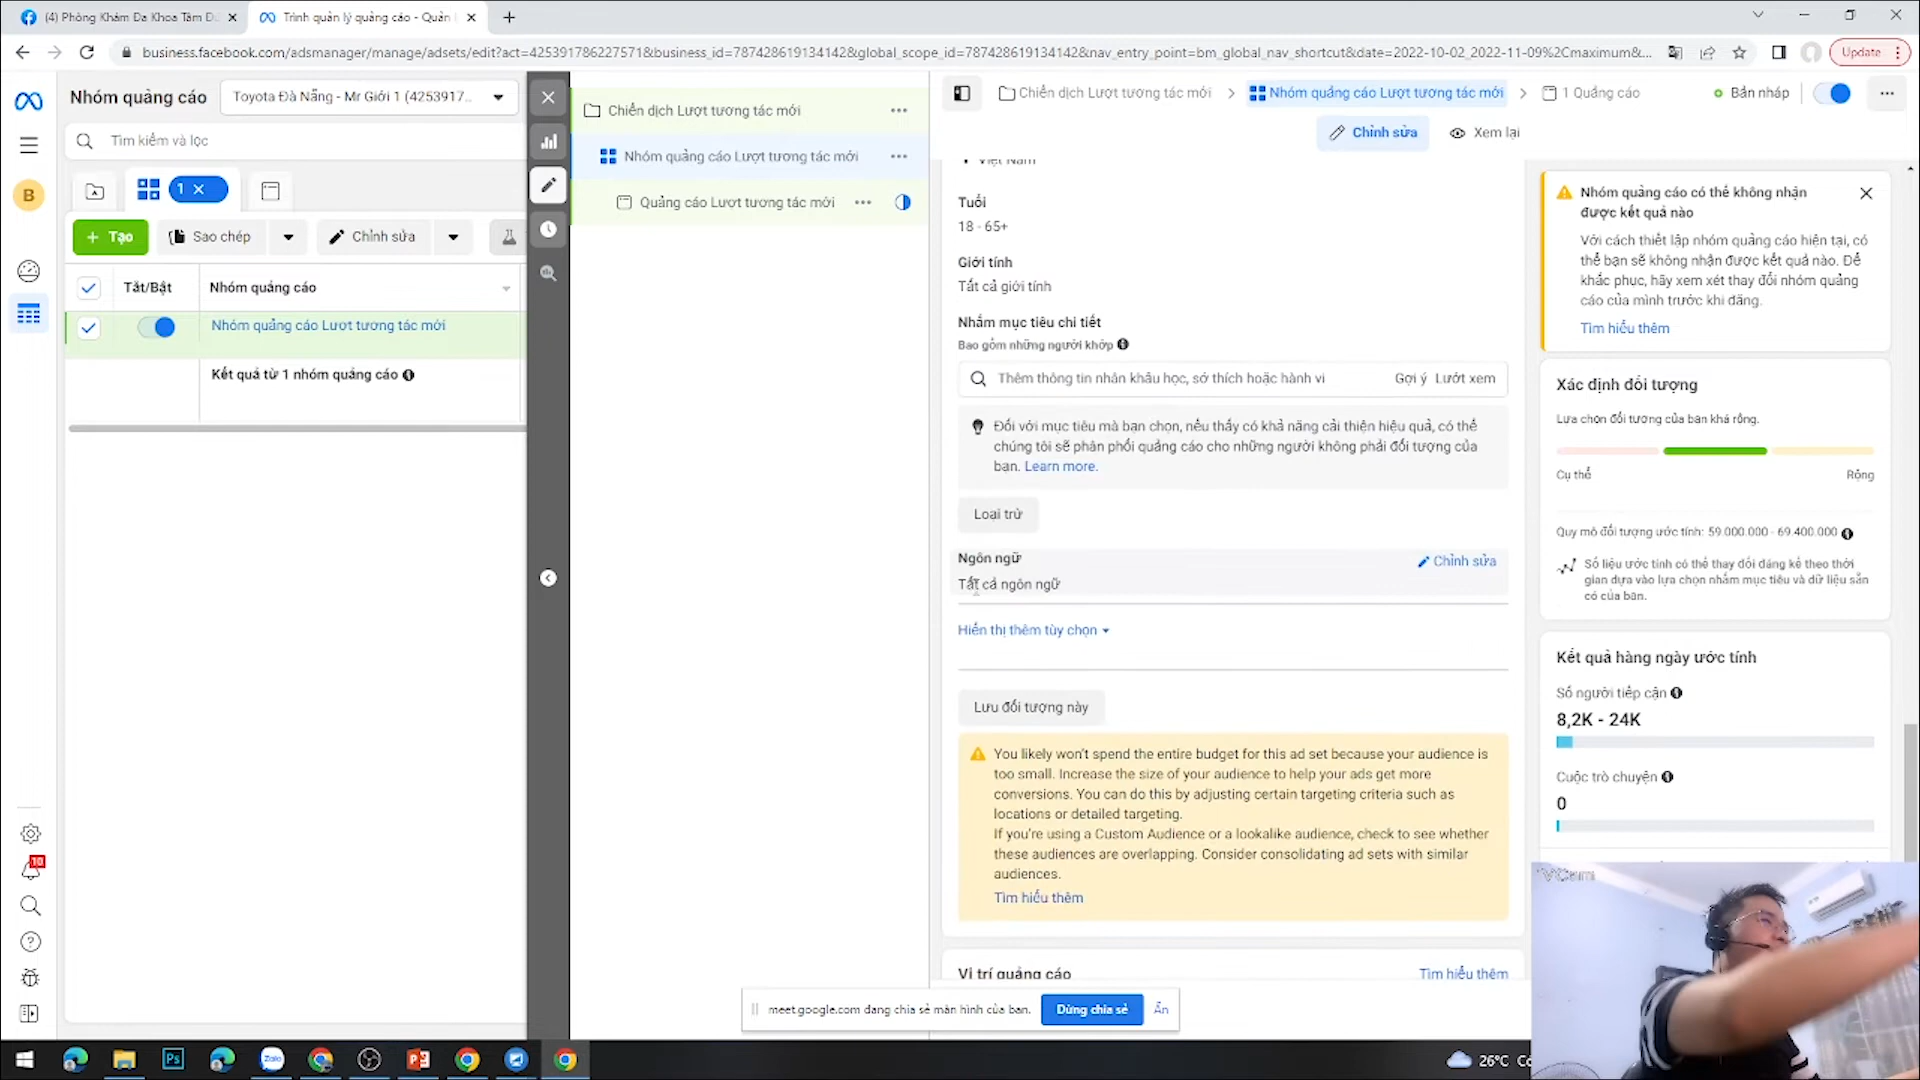 (4) Phòng Khám Đa Khoa Tâm Đ
Trình quản lý quảng cáo - Quản l
business.facebook.com/adsmanager/manage/adsets/edit?act=425391786227571&business_id=787428619134142&global_scope_id=787428619134142&nav_entry_point=bm_global_nav_shortcut&date=2022-10-02_2022-11-09%2Cmaximum&...
Update
Nhóm quảng cáo
Toyota Đà Nẵng - Mr Giới 1 (4253917...
Tìm kiếm và lọc
B
1
Tạo
Sao chép
Chỉnh sửa
Tắt/Bật
Nhóm quảng cáo
Nhóm quảng cáo Lượt tương tác mới
Kết quả từ 1 nhóm quảng cáo
10
Chiến dịch Lượt tương tác mới
Nhóm quảng cáo Lượt tương tác mới
Quảng cáo Lượt tương tác mới
Chiến dịch Lượt tương tác mới
Nhóm quảng cáo Lượt tương tác mới
1 Quảng cáo
Bản nháp
Chỉnh sửa
Xem lại
Việt Nam
Tuổi
18 - 65+
Giới tính
Tất cả giới tính
Nhắm mục tiêu chi tiết
Bao gồm những người khớp
Thêm thông tin nhân khẩu học, sở thích hoặc hành vi
Gợi ý
Lướt xem
Đối với mục tiêu mà bạn chọn, nếu thấy có khả năng cải thiện hiệu quả, có thể
chúng tôi sẽ phân phối quảng cáo cho những người không phải đối tượng của
bạn. Learn more.
Loại trừ
Ngôn ngữ
Chỉnh sửa
Tất cả ngôn ngữ
Hiển thị thêm tùy chọn
Lưu đối tượng này
You likely won't spend the entire budget for this ad set because your audience is
too small. Increase the size of your audience to help your ads get more
conversions. You can do this by adjusting certain targeting criteria such as
locations or detailed targeting.
If you're using a Custom Audience or a lookalike audience, check to see whether
these audiences are overlapping. Consider consolidating ad sets with similar
audiences.
Tìm hiểu thêm
Vị trí quảng cáo
Tìm hiểu thêm
Nhóm quảng cáo có thể không nhận
được kết quả nào
Với cách thiết lập nhóm quảng cáo hiện tại, có
thể bạn sẽ không nhận được kết quả nào. Để
khắc phục, hãy xem xét thay đổi nhóm quảng
cáo của mình trước khi đăng.
Tìm hiểu thêm
Xác định đối tượng
Lựa chọn đối tượng của bạn khá rộng.
Cụ thể
Rộng
Quy mô đối tượng ước tính: 59.000.000 - 69.400.000
Số liệu ước tính có thể thay đổi đáng kể theo thời
gian dựa vào lựa chọn nhắm mục tiêu và dữ liệu sẵn
có của bạn.
Kết quả hàng ngày ước tính
Số người tiếp cận
8,2K - 24K
Cuộc trò chuyện
0
VCam
meet.google.com đang chia sẻ màn hình của bạn.
Dừng chia sẻ
Ẩn
Ps
Zalo
26°C